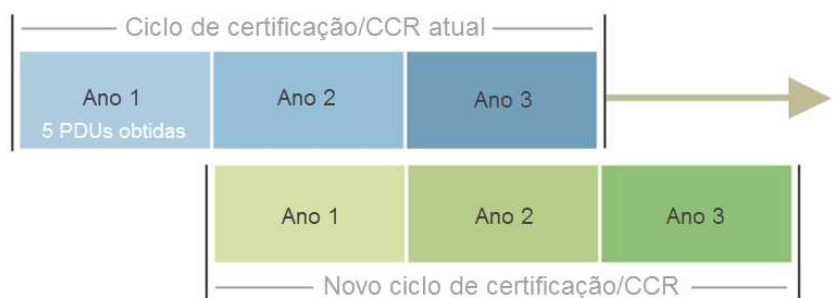 Ciclo de certificação/CCR atual
Ano 1
Ano 2
Ano 3
5 PDUs obtidas
Ano 1
Ano 2
Ano 3
Novo ciclo de certificação/CCR